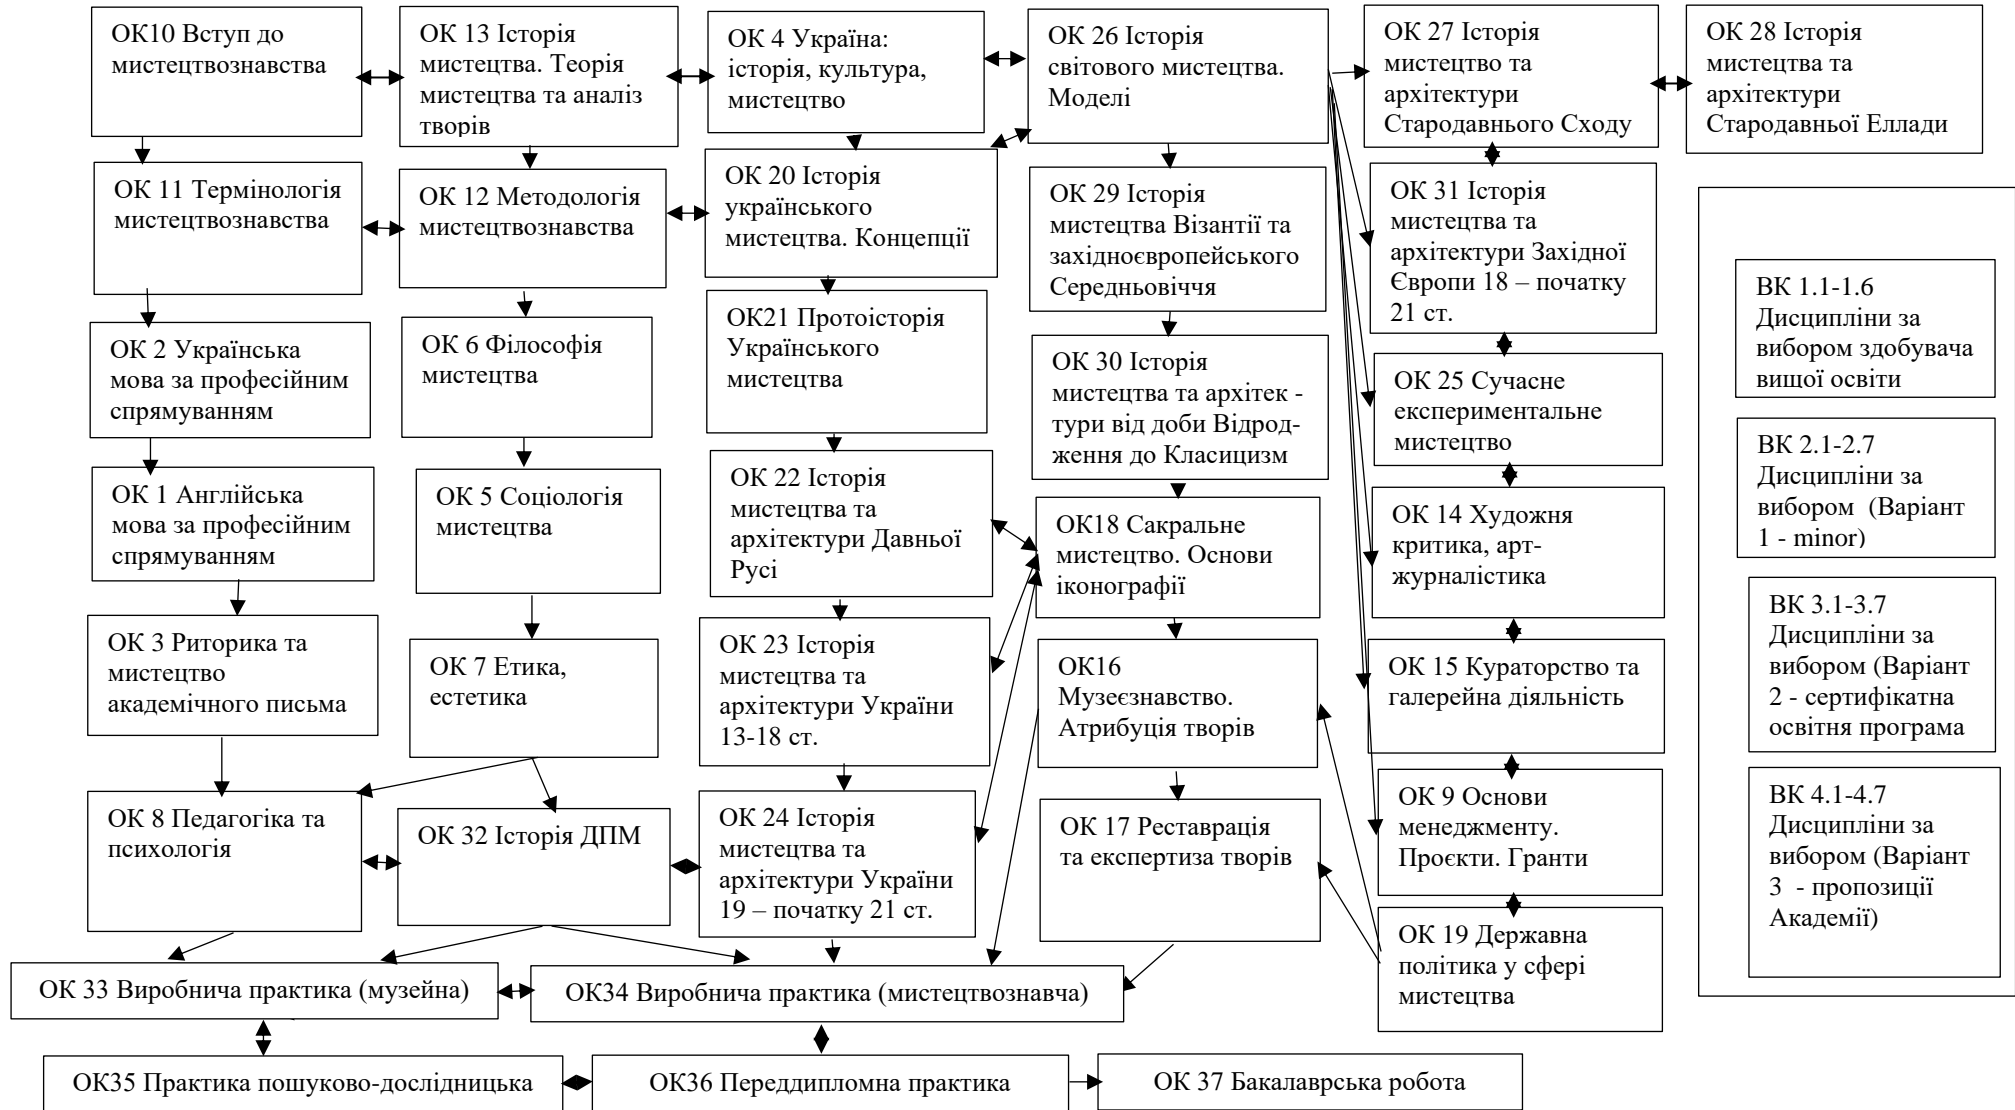 ОК10 Вступ до
мистецтвознавства
ОК 13 Історія
мистецтва. Теорія
мистецтва та аналіз
творів
ОК 4 Україна:
історія, культура,
мистецтво
ОК 26 Історія
світового мистецтва.
Моделі
ОК 27 Історія
мистецтво та
архітектури
Стародавнього Сходу
ОК 28 Історія
мистецтва та
архітектури
Стародавньої Еллади
ОК 11 Термінологія
мистецтвознавства
ОК 12 Методологія
мистецтвознавства
ОК 20 Історія
українського
мистецтва. Концепції
ОК 29 Історія
мистецтва Візантії та
західноєвропейського
Середньовіччя
ОК 31 Історія
мистецтва та
архітектури Західної
Європи 18 – початку
21 ст.
ОК 2 Українська
мова за професійним
спрямуванням
ОК 6 Філософія
мистецтва
ОК21 Протоісторія
Українського
мистецтва
ОК 30 Історія
мистецтва та архітек -
тури від доби Відрод-
ження до Класицизм
ОК 25 Сучасне
експериментальне
мистецтво
ОК 1 Англійська
мова за професійним
спрямуванням
ОК 5 Соціологія
мистецтва
ОК 22 Історія
мистецтва та
архітектури Давньої
Русі
ОК18 Сакральне
мистецтво. Основи
іконографії
ОК 14 Художня
критика, арт-
журналістика
ОК 3 Риторика та
мистецтво
академічного письма
ОК 7 Етика,
естетика
ОК 23 Історія
мистецтва та
архітектури України
13-18 ст.
ОК16
Музеєзнавство.
Атрибуція творів
ОК 15 Кураторство та
галерейна діяльність
ОК 8 Педагогіка та
психологія
ОК 32 Історія ДПМ
ОК 24 Історія
мистецтва та
архітектури України
19 – початку 21 ст.
ОК 17 Реставрація
та експертиза творів
ОК 9 Основи
менеджменту.
Проєкти. Гранти
ОК 19 Державна
політика у сфері
мистецтва
ОК 33 Виробнича практика (музейна)
ОК34 Виробнича практика (мистецтвознавча)
ОК35 Практика пошуково-дослідницька
ОК36 Переддипломна практика
ОК 37 Бакалаврська робота
ВК 1.1-1.6
Дисципліни за
вибором здобувача
вищої освіти
ВК 2.1-2.7
Дисципліни за
вибором (Варіант
1 - minor)
ВК 3.1-3.7
Дисципліни за
вибором (Варіант
2 - сертифікатна
освітня програма
ВК 4.1-4.7
Дисципліни за
вибором (Варіант
3 - пропозиції
Академії)